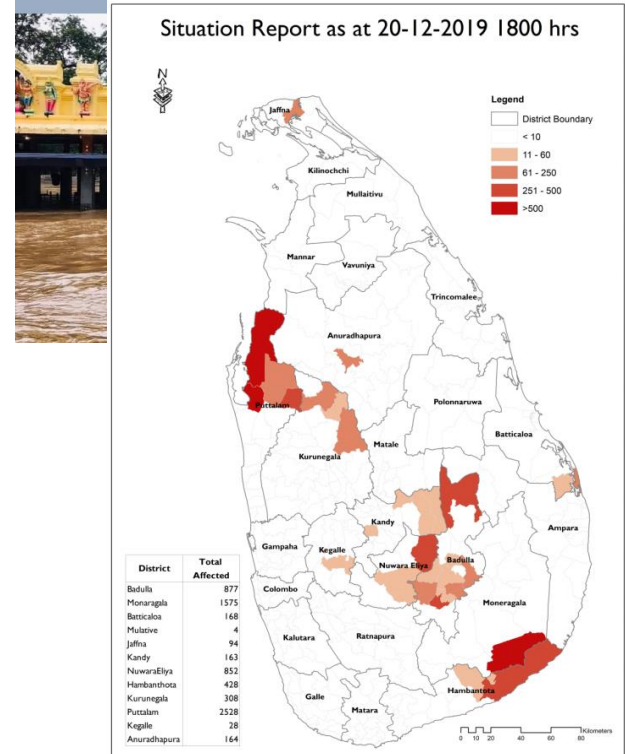 Situation Report as at 20-12-2019 1800 hrs
N
Legend
District Boundary
< 10
11 - 60
61 - 250
251 - 500
>500
Jaffna
Kilinochchi
Mullaitivu
Mannar
Vavuniya
Trincomalee
Anuradhapura
Puttalam
Polonnaruwa
Batticaloa
Kurunegala
Matale
Kandy
Ampara
Gampaha
Kegalle
Nuwara Eliya
Badulla
Colombo
Moneragala
Kalutara
Ratnapura
Galle
Matara
Hambantota
District Total Affected
Badulla 877
Monaragala 1575
Batticaloa 168
Mulative 4
Jaffna 94
Kandy 163
NuwaraEliya 852
Hambanthota 428
Kurunegala 308
Puttalam 2528
Kegalle 28
Anuradhapura 164
Kilometers
0 10 20 40 60 80